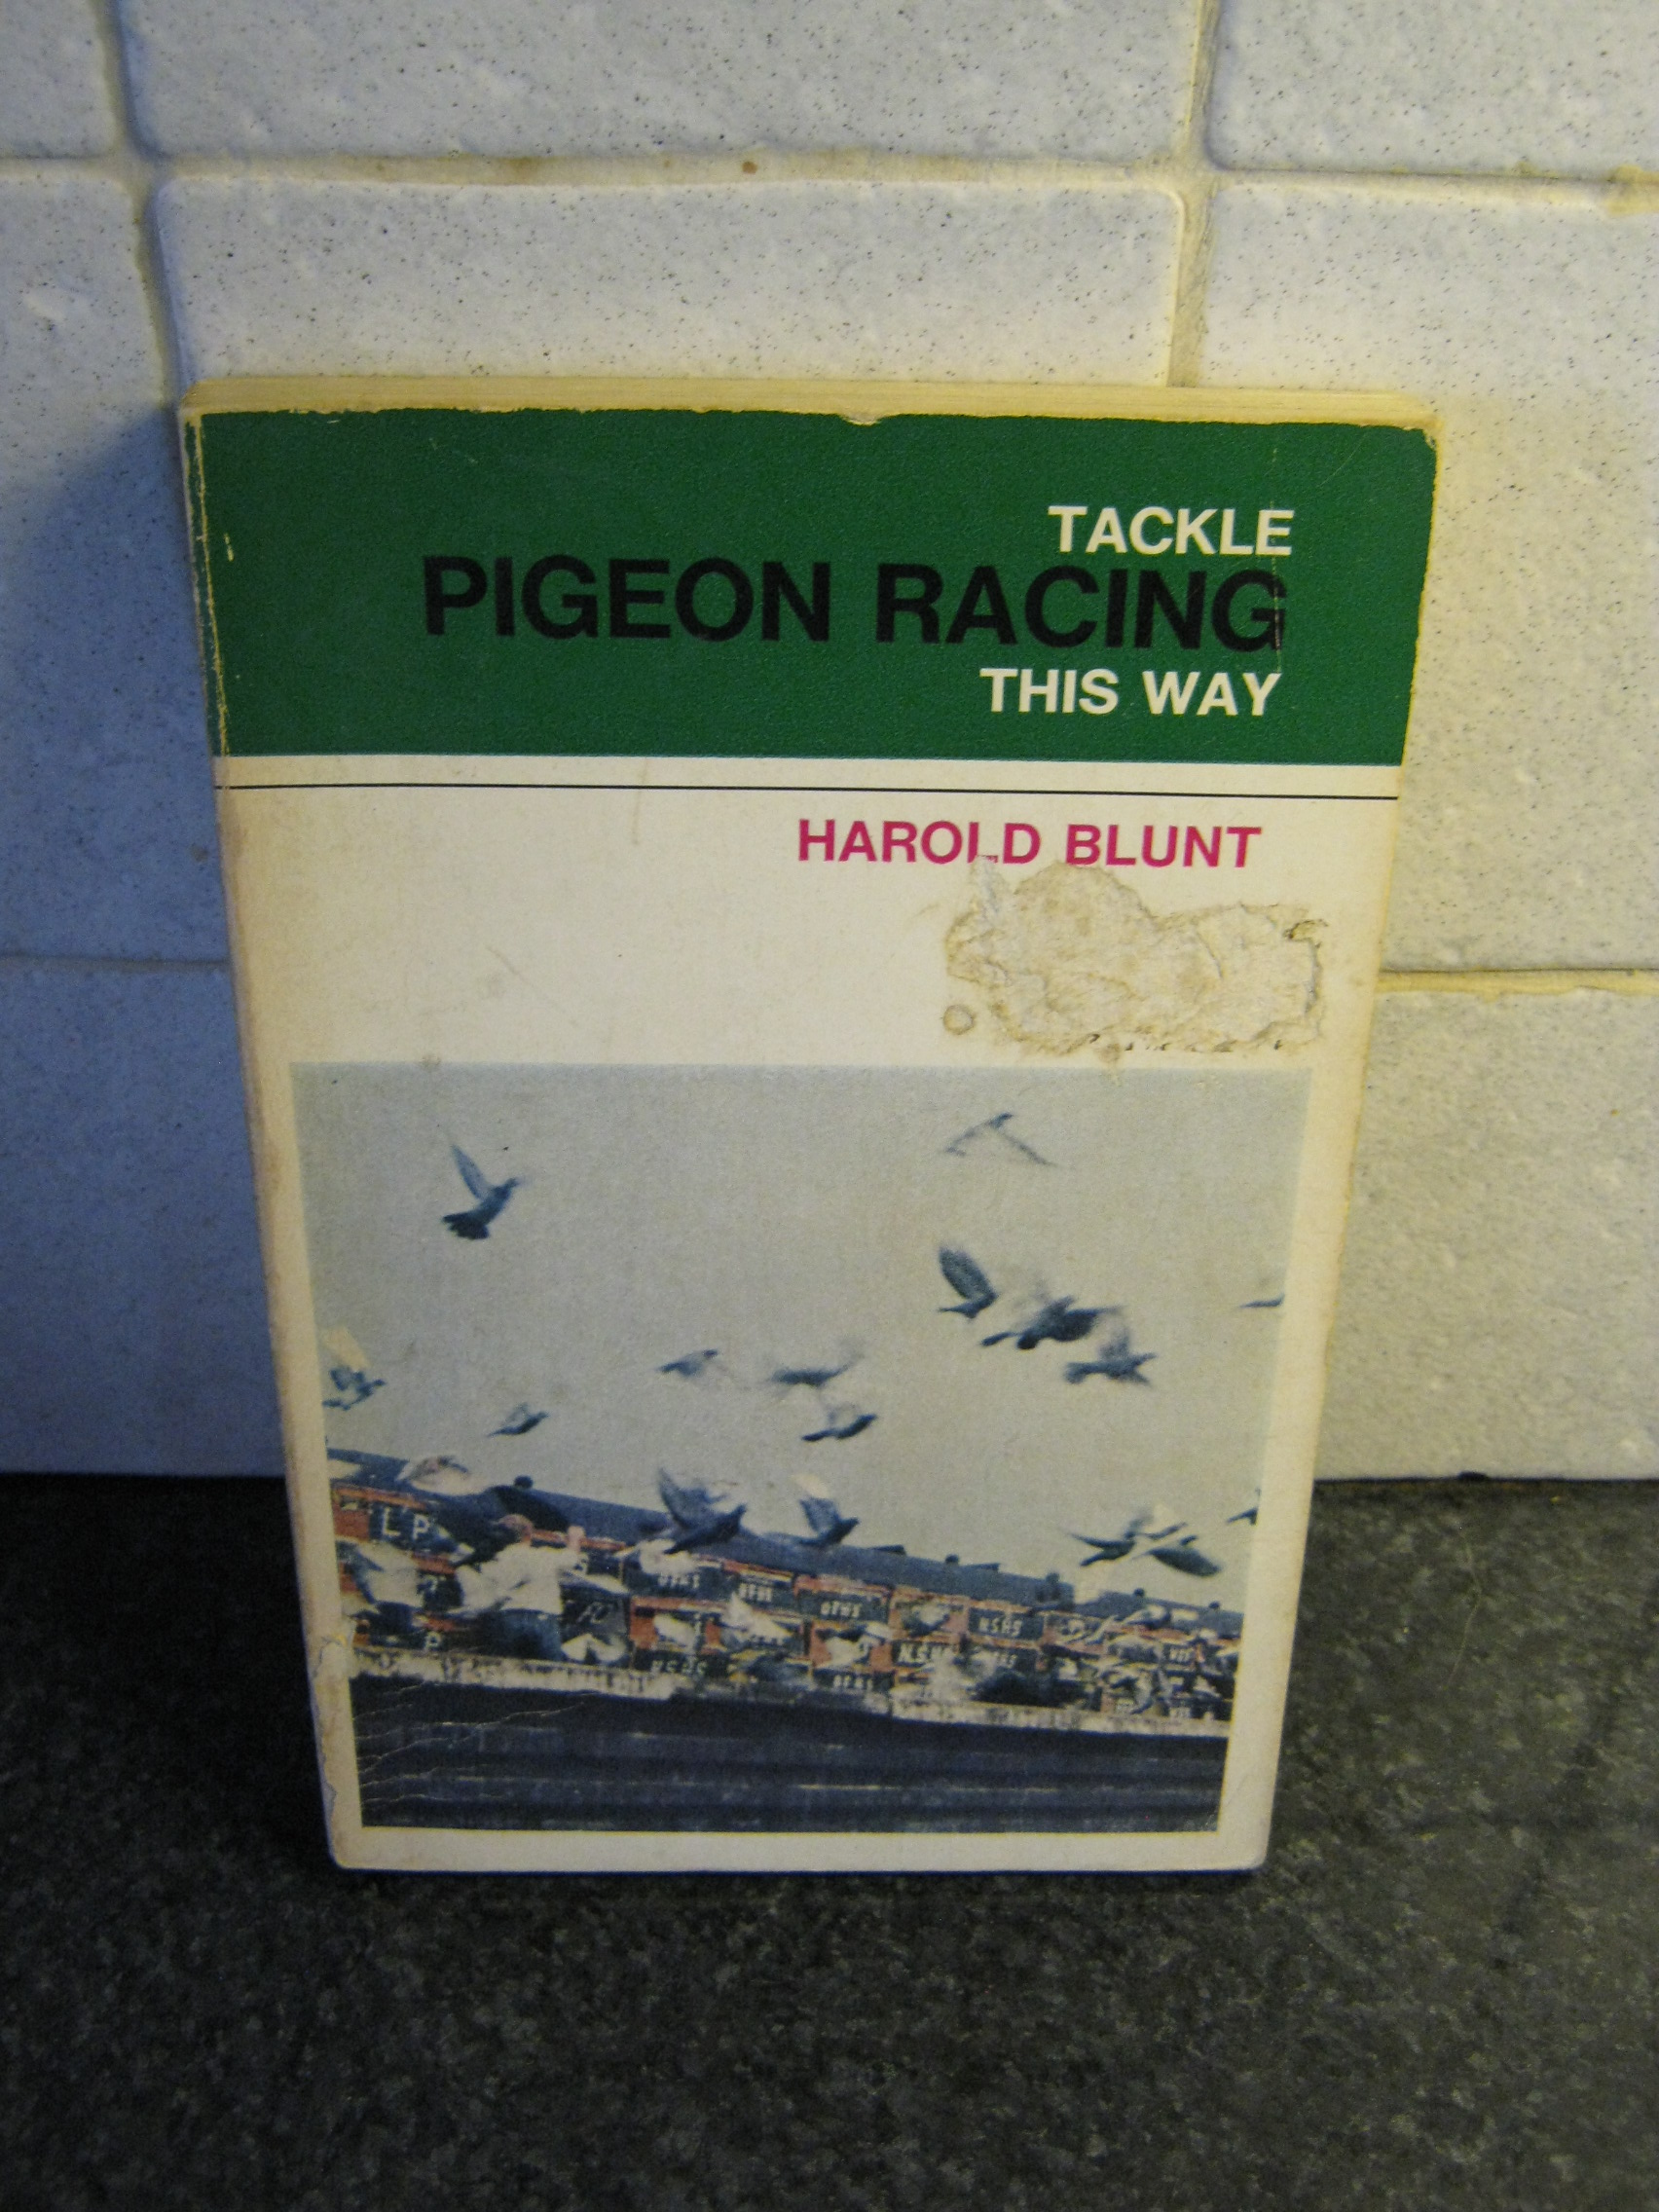 TACKLE
PIGEON RACING
THIS WAY
HAROLD BLUNT
L P
N.S.H.S
P